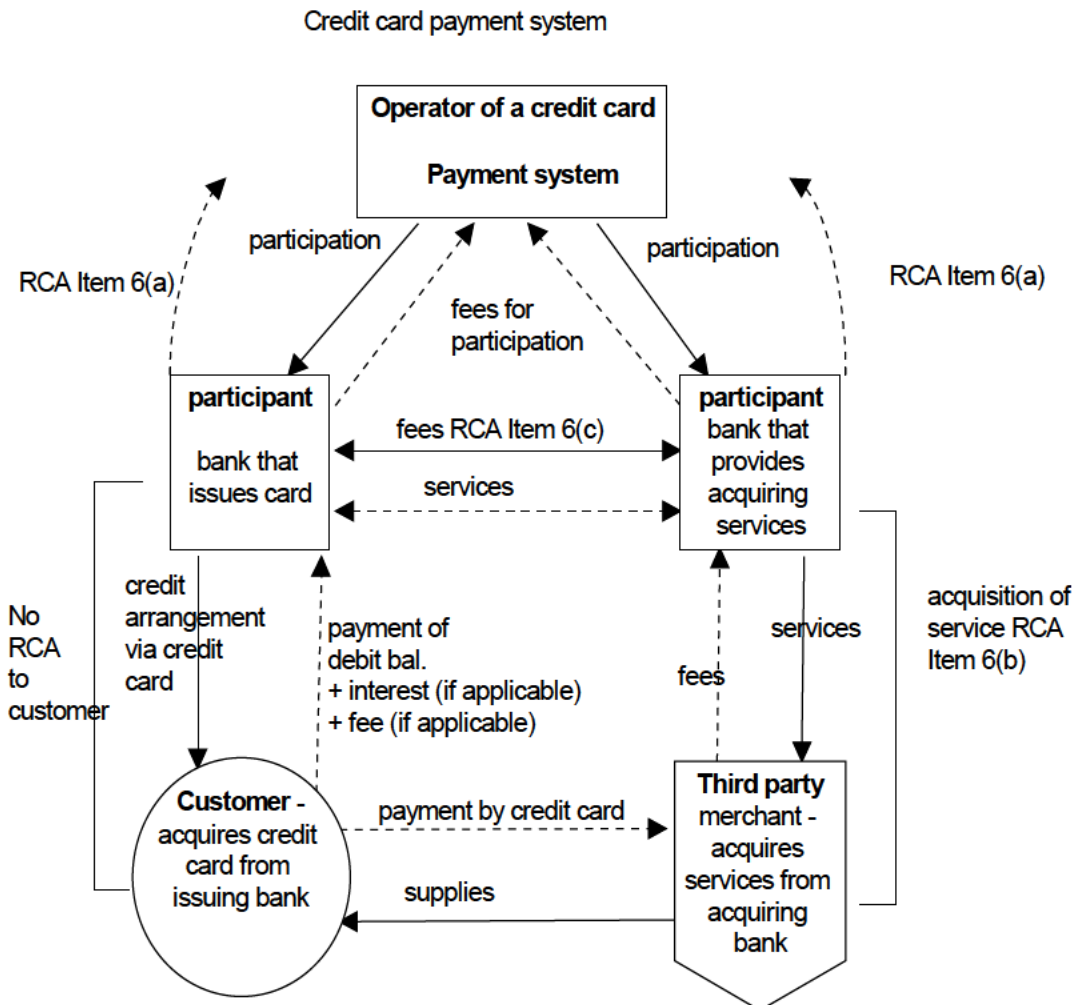 Credit card payment system
Operator of a credit card
Payment system
participation
participation
RCA Item 6(a)
RCA Item 6(a)
fees for
participation
participant
bank that
issues card
participant
bank that
provides
acquiring
services
fees RCA Item 6(c)
services
No
RCA
to
customer
credit
arrangement
via credit
card
payment of
debit bal.
+ interest (if applicable)
+ fee (if applicable)
fees
services
acquisition of
service RCA
Item 6(b)
Customer -
acquires credit
card from
issuing bank
payment by credit card
supplies
Third party
merchant -
acquires
services from
acquiring
bank